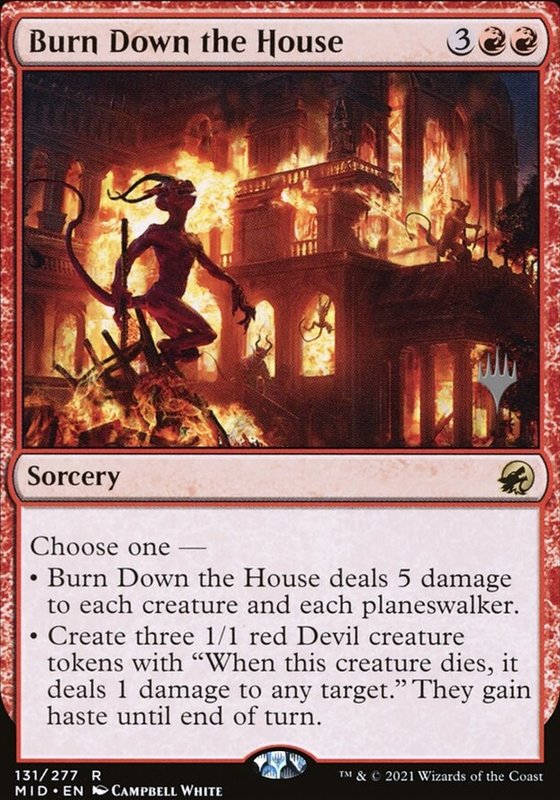 Burn Down the House 3
Sorcery
Choose one —
• Burn Down the House deals 5 damage
to each creature and each planeswalker.
• Create three 1/1 red Devil creature
tokens with “When this creature dies, it
deals 1 damage to any target.” They gain
haste until end of turn.
131/277 R
MID • EN CAMPBELL WHITE
™ & © 2021 Wizards of the Coast